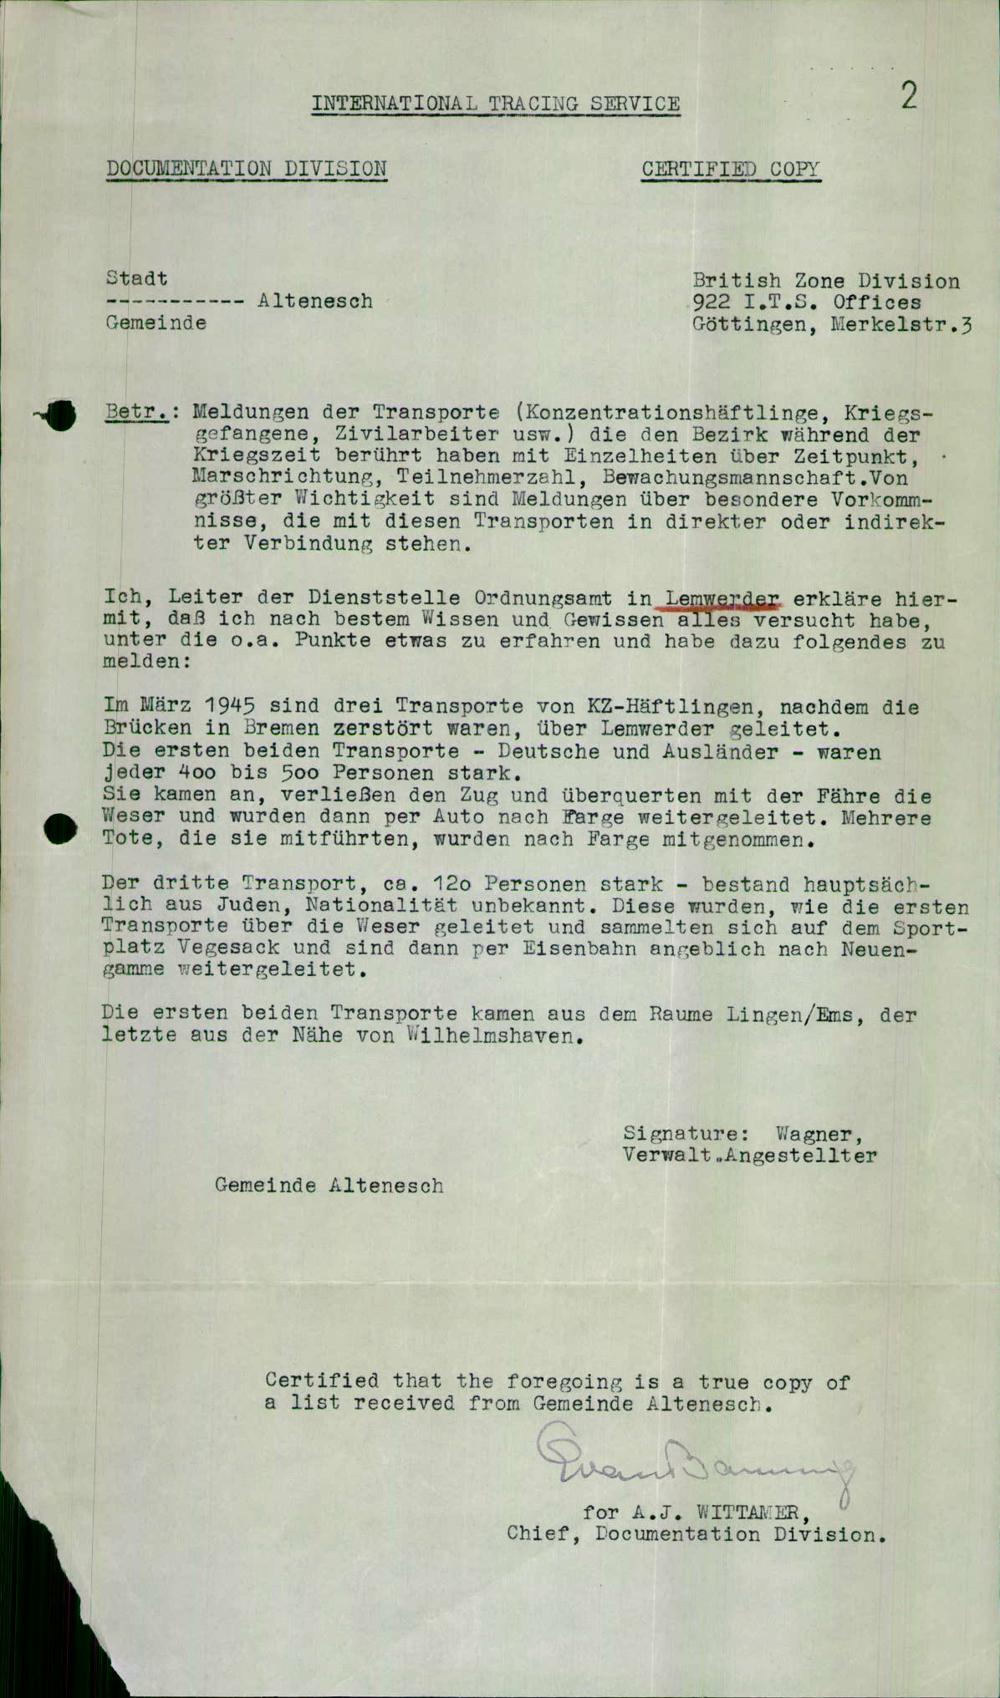 2
INTERNATIONAL TRACING SERVICE
DOCUMENTATION DIVISION CERTIFIED COPY
Stadt
----------- Altenesch
Gemeinde
British Zone Division
922 I.T.S. Offices
Göttingen, Merkelstr.3
Betr.: Meldungen der Transporte (Konzentrationshäftlinge, Kriegs-
gefangene, Zivilarbeiter usw.) die den Bezirk während der
Kriegszeit berührt haben mit Einzelheiten über Zeitpunkt,
Marschrichtung, Teilnehmerzahl, Bewachungsmannschaft.Von
größter Wichtigkeit sind Meldungen über besondere Vorkomm-
nisse, die mit diesen Transporten in direkter oder indirek-
ter Verbindung stehen.
Ich, Leiter der Dienststelle Ordnungsamt in Lemwerder erkläre hier-
mit, daß ich nach bestem Wissen und Gewissen alles versucht habe,
unter die o.a. Punkte etwas zu erfahren und habe dazu folgendes zu
melden:
Im März 1945 sind drei Transporte von KZ-Häftlingen, nachdem die
Brücken in Bremen zerstört waren, über Lemwerder geleitet.
Die ersten beiden Transporte - Deutsche und Ausländer - waren
jeder 4oo bis 5oo Personen stark.
Sie kamen an, verließen den Zug und überquerten mit der Fähre die
Weser und wurden dann per Auto nach Farge weitergeleitet. Mehrere
Tote, die sie mitführten, wurden nach Farge mitgenommen.
Der dritte Transport, ca. 12o Personen stark - bestand hauptsäch-
lich aus Juden, Nationalität unbekannt. Diese wurden, wie die ersten
Transporte über die Weser geleitet und sammelten sich auf dem Sport-
platz Vegesack und sind dann per Eisenbahn angeblich nach Neuen-
gamme weitergeleitet.
Die ersten beiden Transporte kamen aus dem Raume Lingen/Ems, der
letzte aus der Nähe von Wilhelmshaven.
Signature: Wagner,
Verwalt.Angestellter
Gemeinde Altenesch
Certified that the foregoing is a true copy of
a list received from Gemeinde Altenesch.
for A.J. WITTAMER,
Chief, Documentation Division.